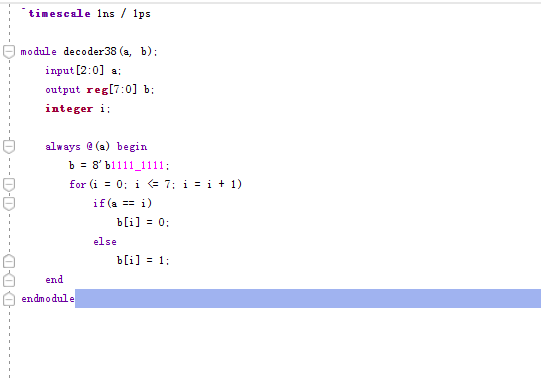 `timescale 1ns / 1ps
module decoder38(a, b);
input[2:0] a;
output reg[7:0] b;
integer i;
always @(a) begin
b = 8'b1111_1111;
for(i = 0; i <= 7; i = i + 1)
if(a == i)
b[i] = 0;
else
b[i] = 1;
end
endmodule